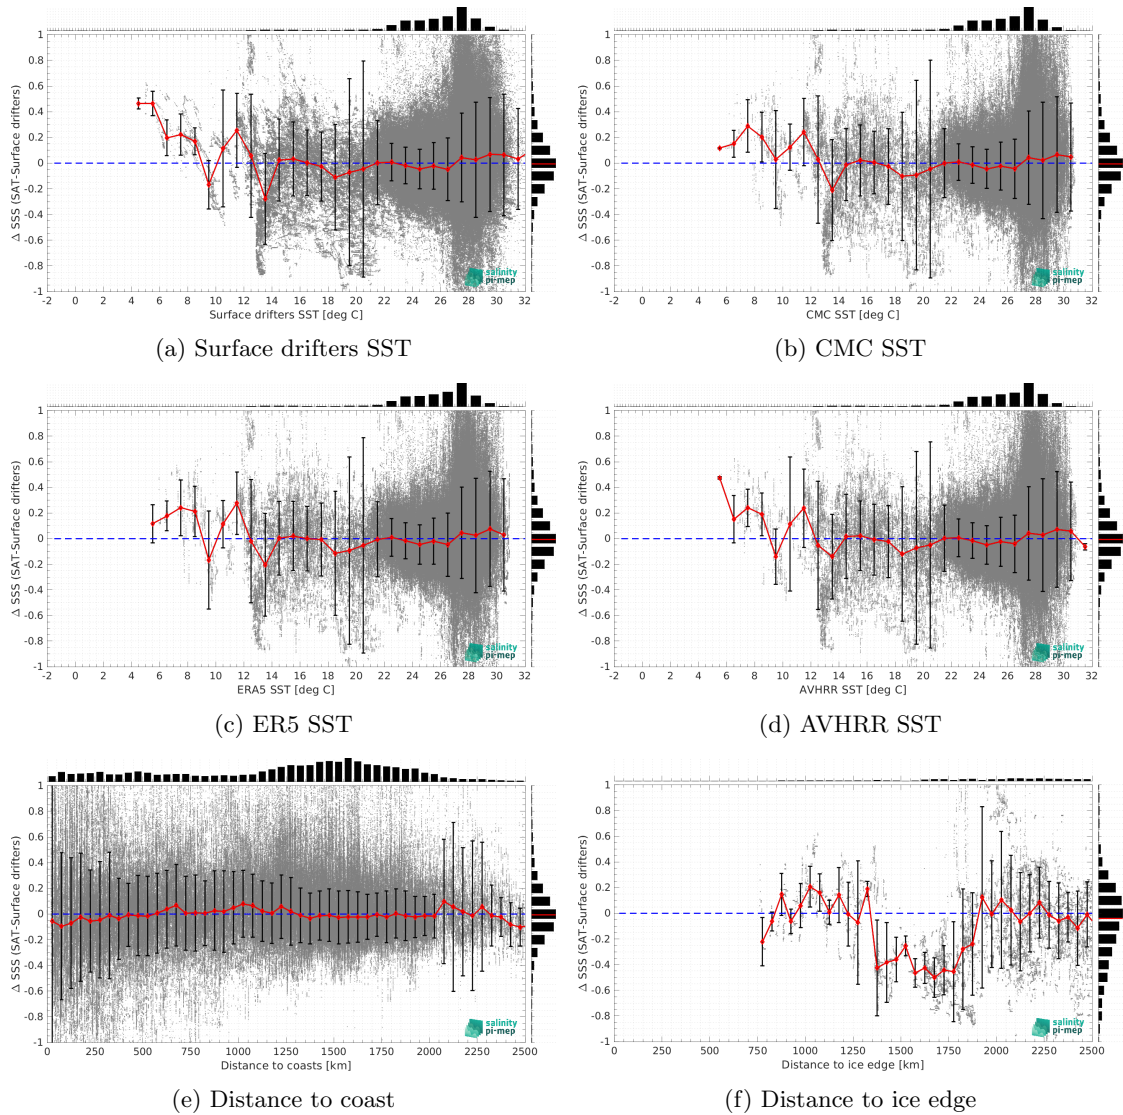 Δ SSS (SAT-Surface drifters)
1
0.8
0.6
0.4
0.2
0
-0.2
-0.4
-0.6
-0.8
-1
-2 0 2 4 6 8 10 12 14 16 18 20 22 24 26 28 30 32
Surface drifters SST [deg C]
salinity
pi-mep
(a) Surface drifters SST
Δ SSS (SAT-Surface drifters)
1
0.8
0.6
0.4
0.2
0
-0.2
-0.4
-0.6
-0.8
-1
-2 0 2 4 6 8 10 12 14 16 18 20 22 24 26 28 30 32
CMC SST [deg C]
salinity
pi-mep
(b) CMC SST
Δ SSS (SAT-Surface drifters)
1
0.8
0.6
0.4
0.2
0
-0.2
-0.4
-0.6
-0.8
-1
-2 0 2 4 6 8 10 12 14 16 18 20 22 24 26 28 30 32
ERA5 SST [deg C]
salinity
pi-mep
(c) ER5 SST
Δ SSS (SAT-Surface drifters)
1
0.8
0.6
0.4
0.2
0
-0.2
-0.4
-0.6
-0.8
-1
-2 0 2 4 6 8 10 12 14 16 18 20 22 24 26 28 30 32
AVHRR SST [deg C]
salinity
pi-mep
(d) AVHRR SST
Δ SSS (SAT-Surface drifters)
1
0.8
0.6
0.4
0.2
0
-0.2
-0.4
-0.6
-0.8
-1
0 250 500 750 1000 1250 1500 1750 2000 2250 2500
Distance to coasts [km]
salinity
pi-mep
(e) Distance to coast
Δ SSS (SAT-Surface drifters)
1
0.8
0.6
0.4
0.2
0
-0.2
-0.4
-0.6
-0.8
-1
0 250 500 750 1000 1250 1500 1750 2000 2250 2500
Distance to ice edge [km]
salinity
pi-mep
(f) Distance to ice edge